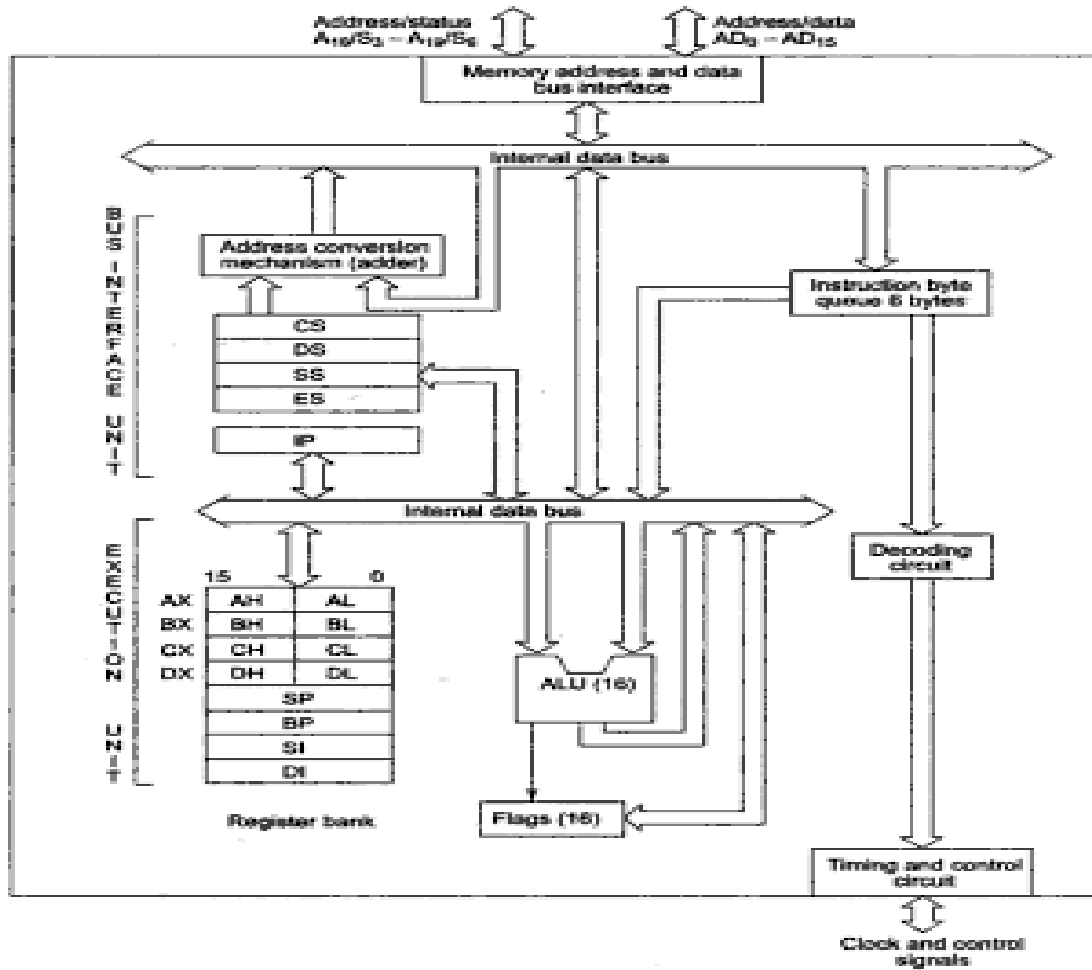 Address/status
A₁₆/S₃ – A₁₉/S₆
Address/data
AD₀ – AD₁₅
Memory address and data
bus interface
Internal data bus
BUS INTERFACE UNIT
Address conversion
mechanism (adder)
Instruction byte
queue 6 bytes
CS
DS
SS
ES
IP
Internal data bus
EXECUTION UNIT
Decoding
circuit
15 0
AX AH AL
BX BH BL
CX CH CL
DX DH DL
SP
BP
SI
DI
ALU (16)
Register bank
Flags (16)
Timing and control
circuit
Clock and control
signals